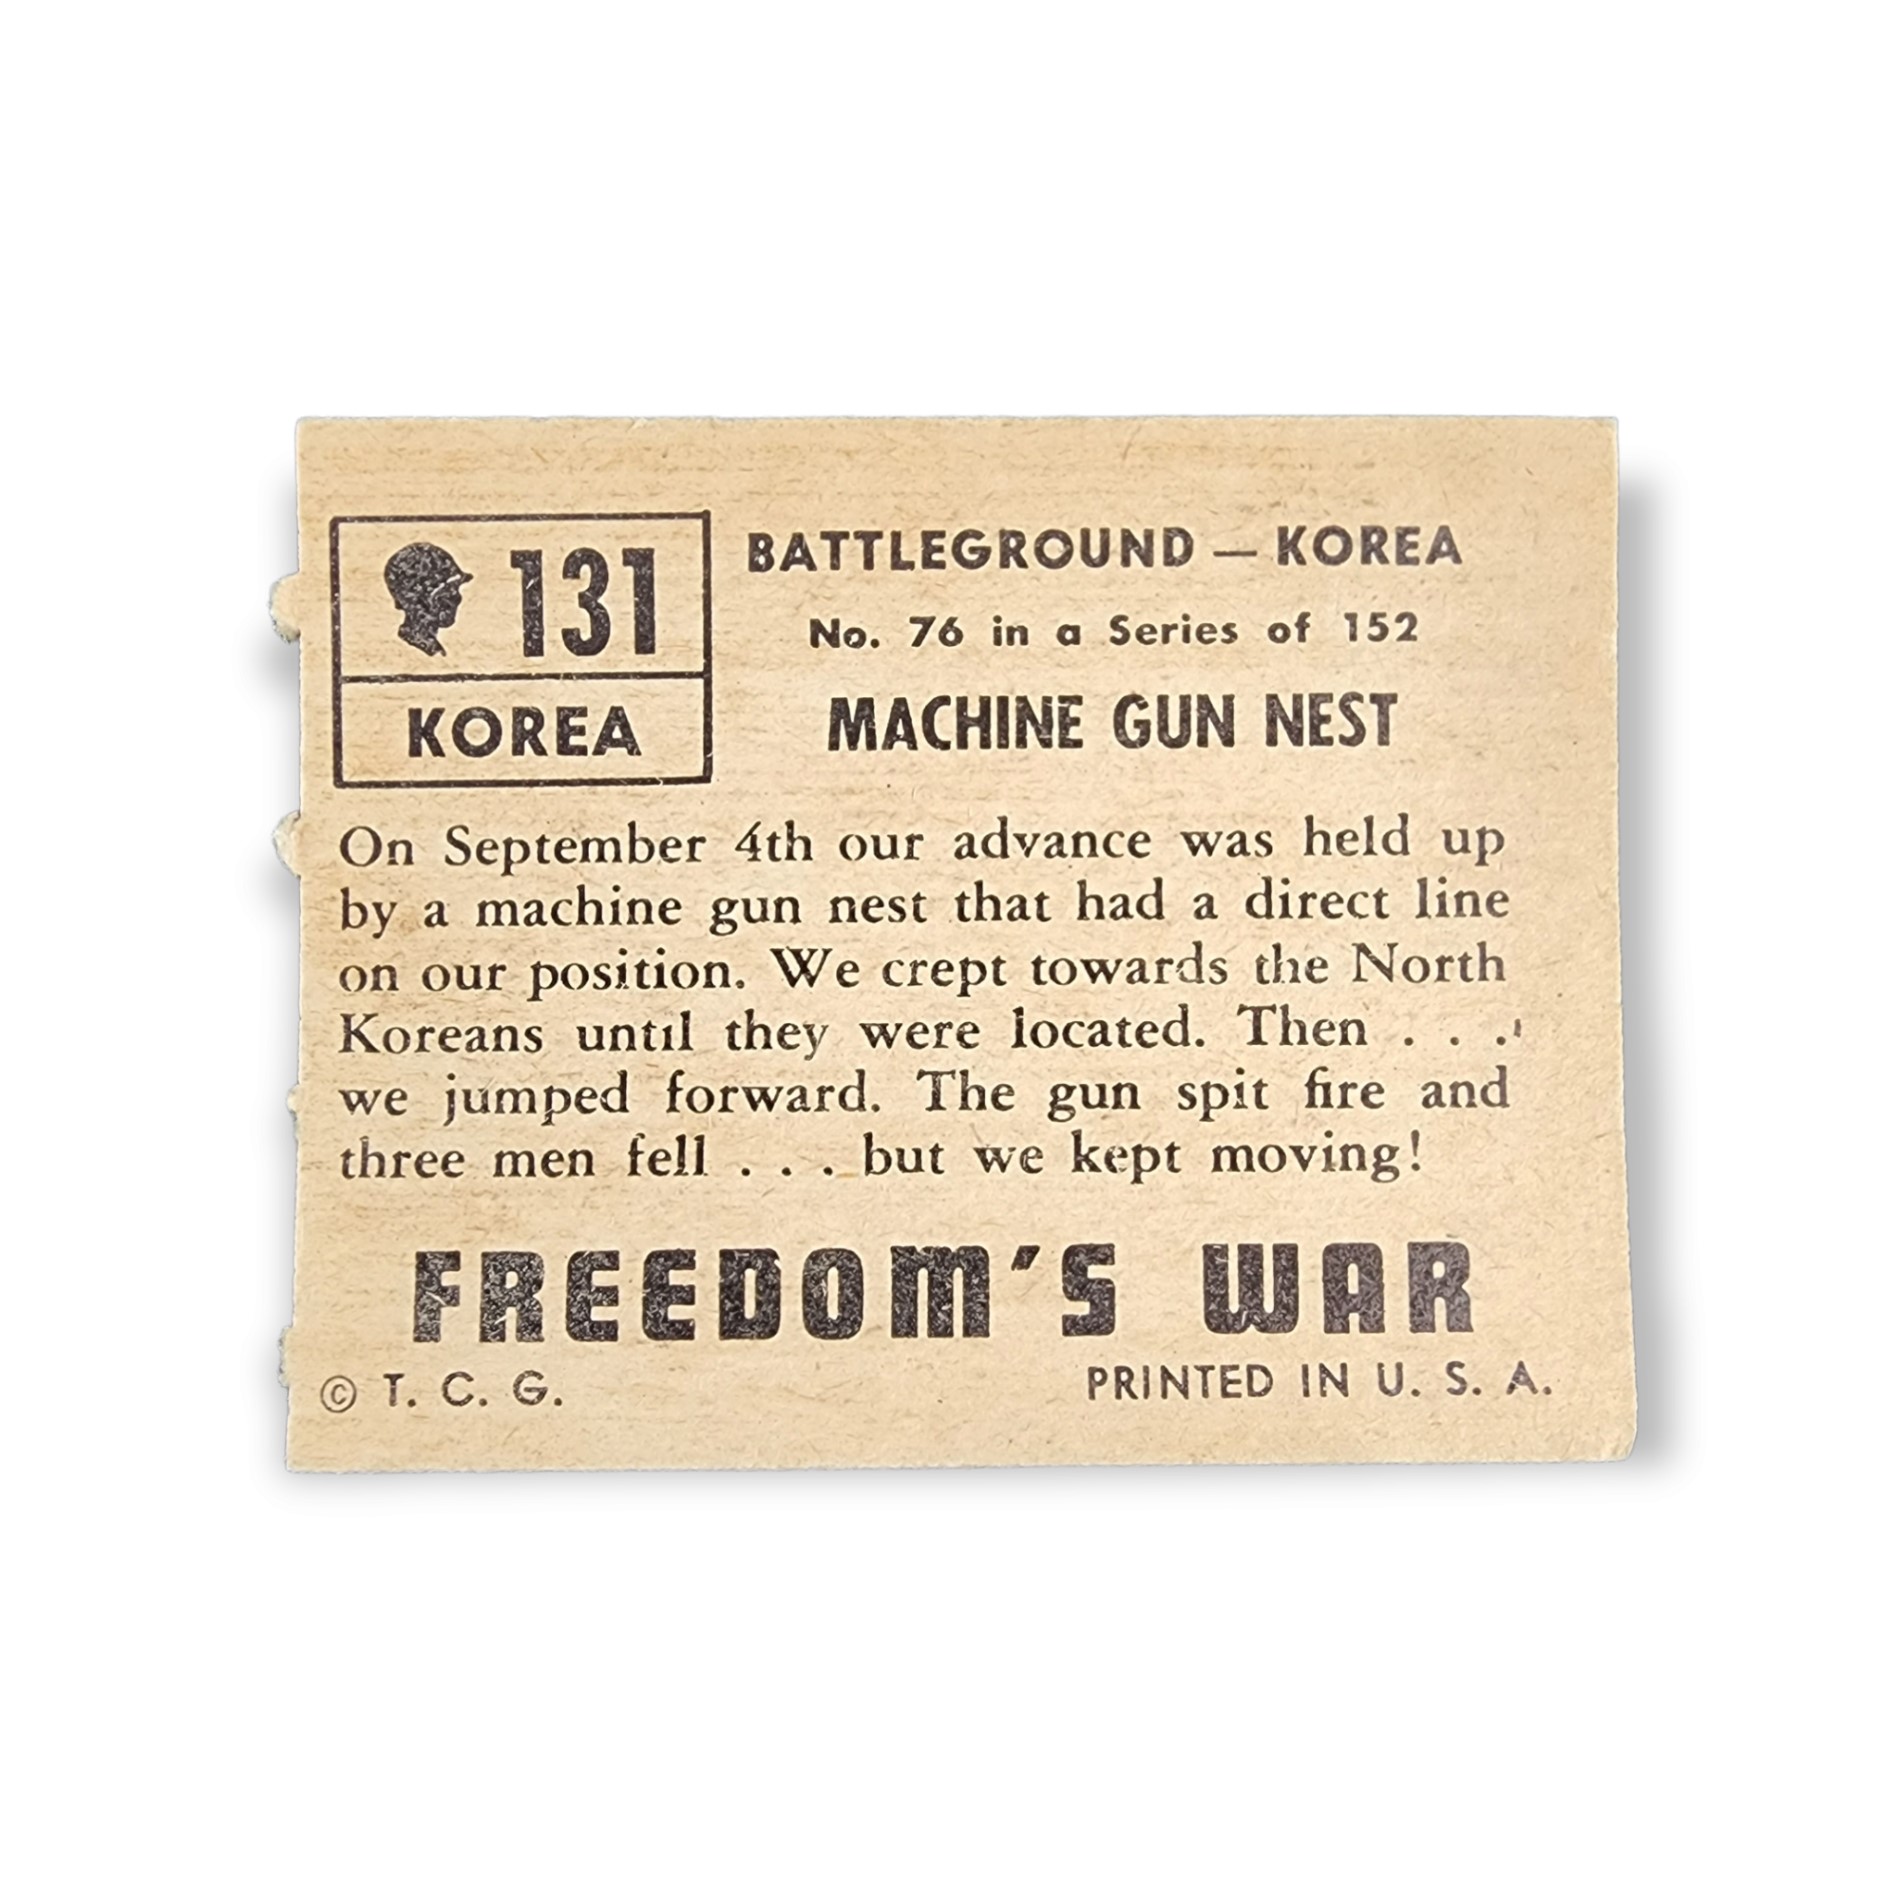 131
KOREA
BATTLEGROUND — KOREA
No. 76 in a Series of 152
MACHINE GUN NEST
On September 4th our advance was held up
by a machine gun nest that had a direct line
on our position. We crept towards the North
Koreans until they were located. Then . . .
we jumped forward. The gun spit fire and
three men fell . . . but we kept moving!
FREEDOM'S WAR
© T. C. G.
PRINTED IN U. S. A.